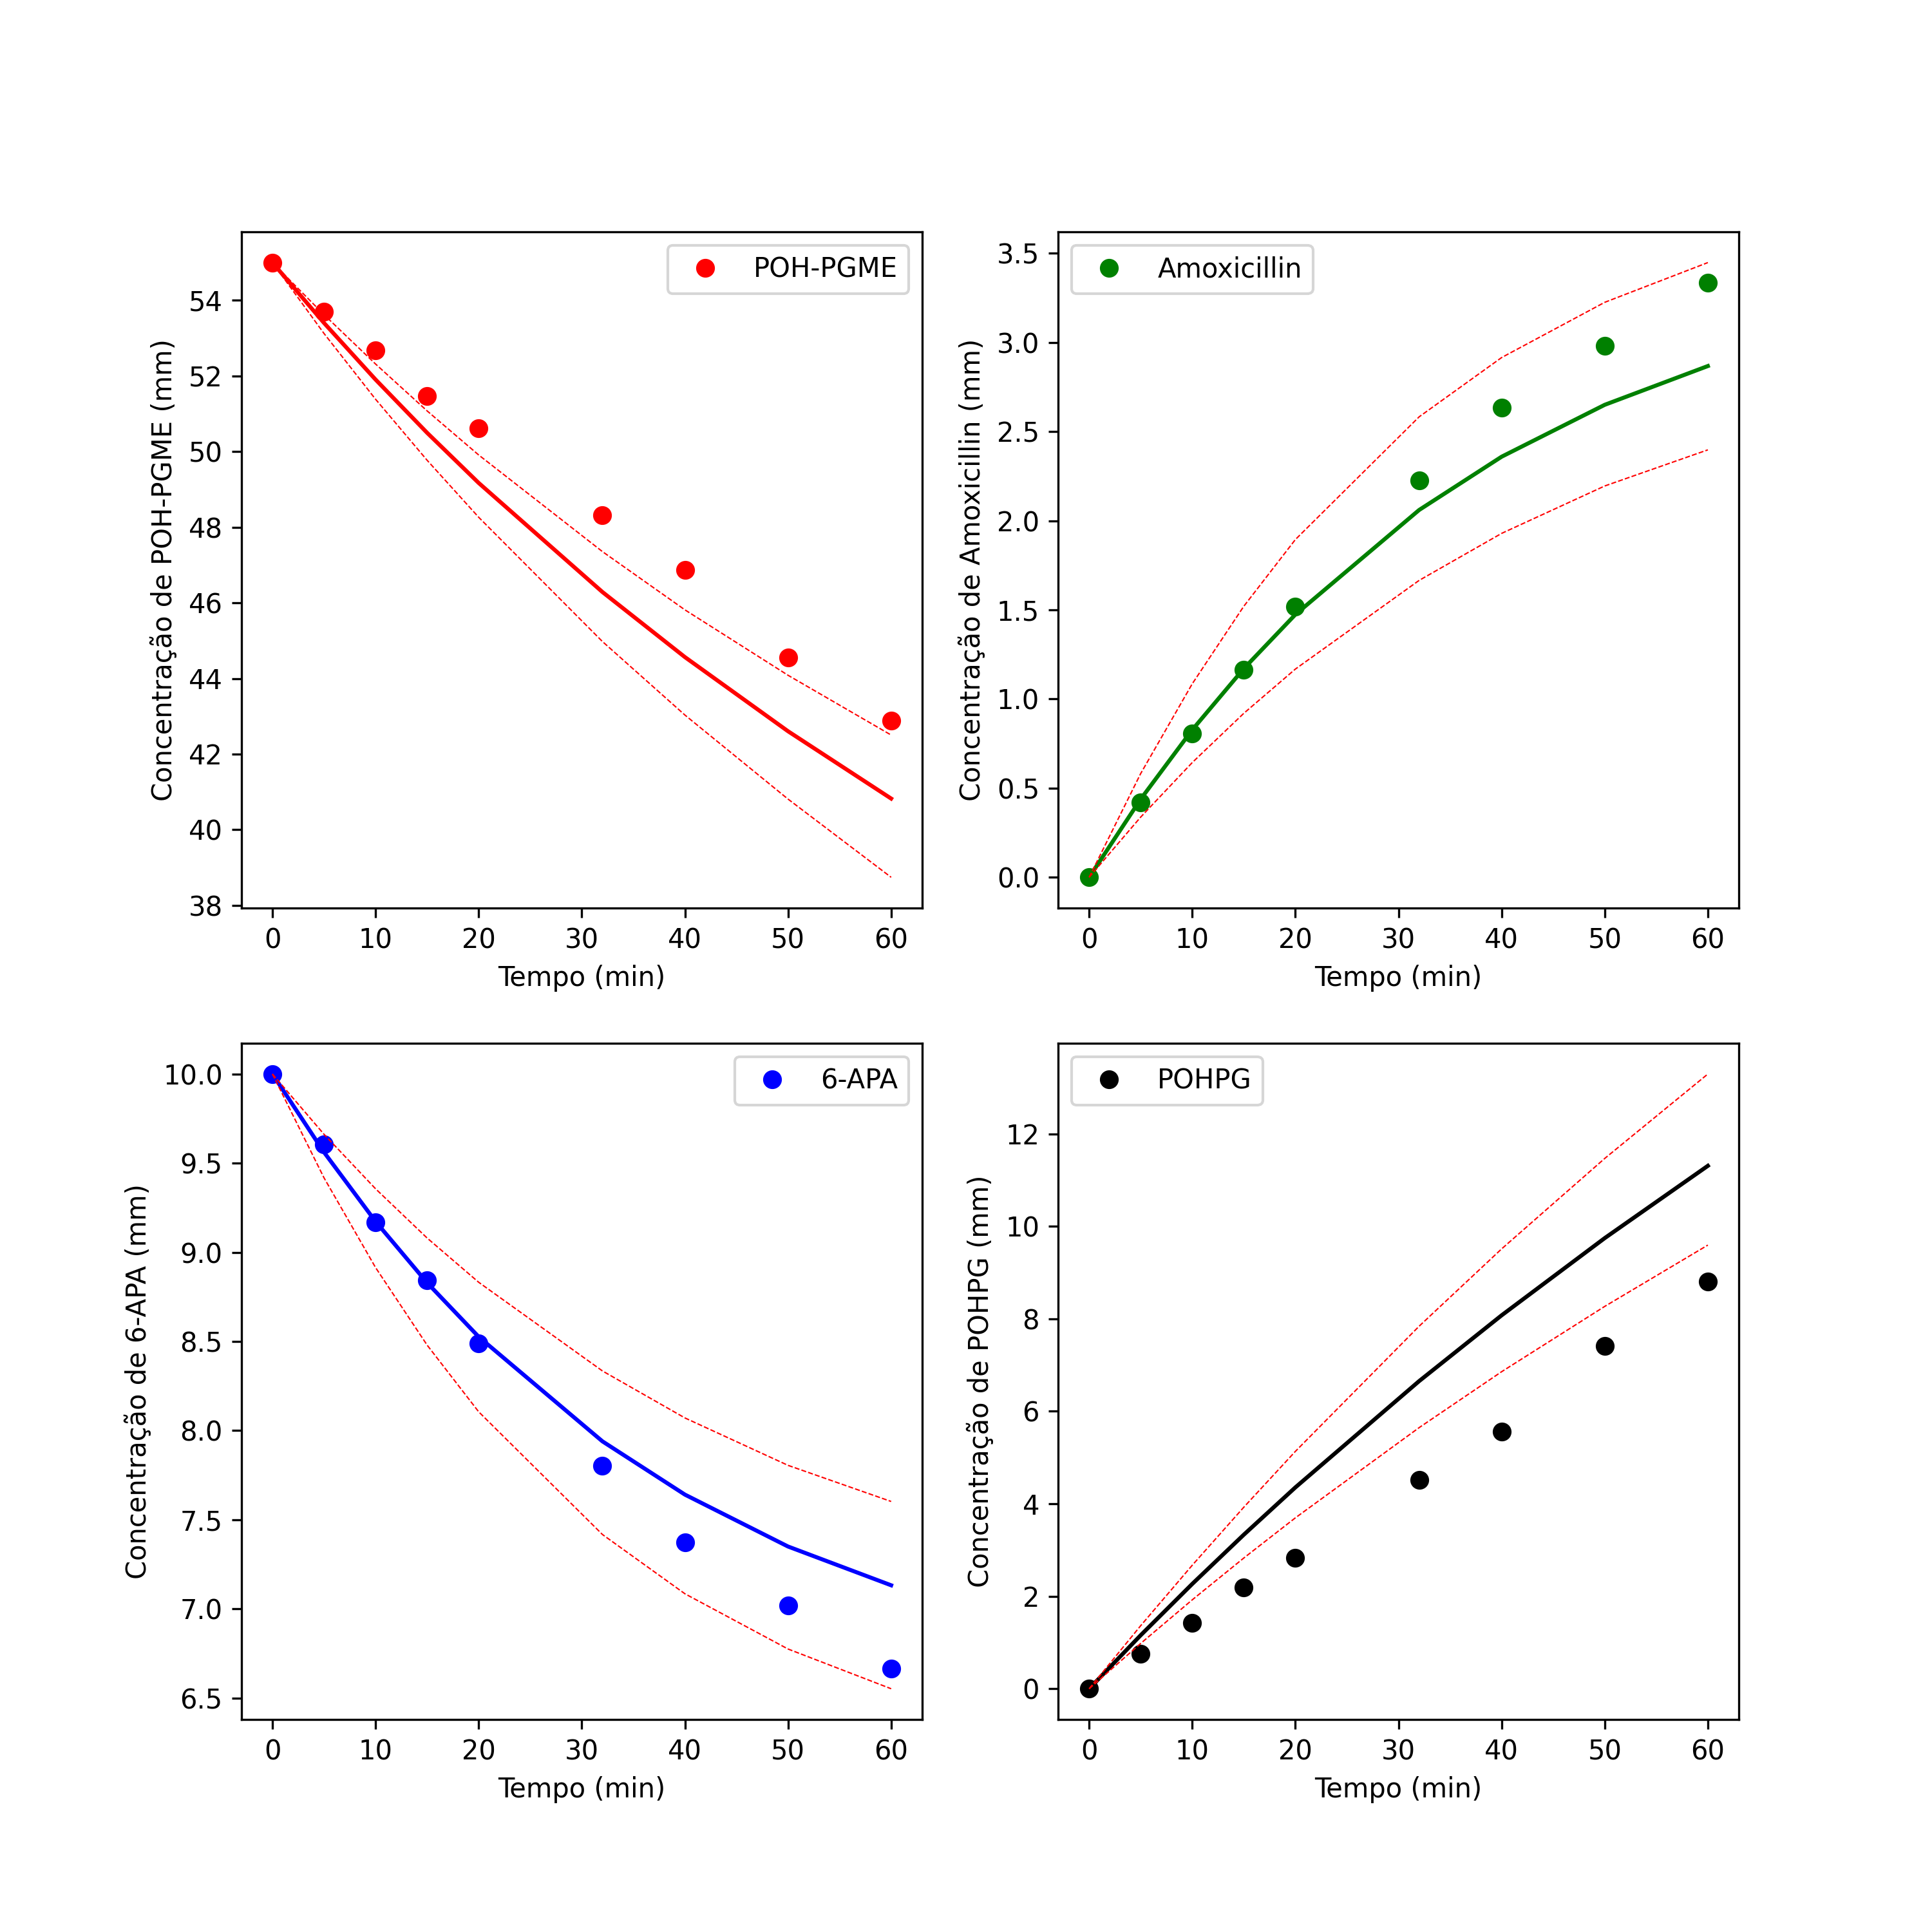 POH-PGME
Concentração de POH-PGME (mm)
54
52
50
48
46
44
42
40
38
0 10 20 30 40 50 60
Tempo (min)
Amoxicillin
Concentração de Amoxicillin (mm)
3.5
3.0
2.5
2.0
1.5
1.0
0.5
0.0
0 10 20 30 40 50 60
Tempo (min)
6-APA
Concentração de 6-APA (mm)
10.0
9.5
9.0
8.5
8.0
7.5
7.0
6.5
0 10 20 30 40 50 60
Tempo (min)
POHPG
Concentração de POHPG (mm)
12
10
8
6
4
2
0
0 10 20 30 40 50 60
Tempo (min)